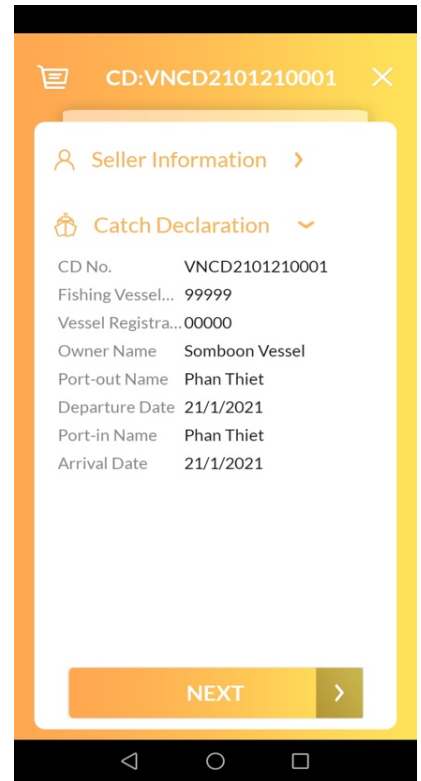 CD:VNCD2101210001
Seller Information
Catch Declaration
CD No. VNCD2101210001
Fishing Vessel... 99999
Vessel Registra... 00000
Owner Name Somboon Vessel
Port-out Name Phan Thiet
Departure Date 21/1/2021
Port-in Name Phan Thiet
Arrival Date 21/1/2021
NEXT